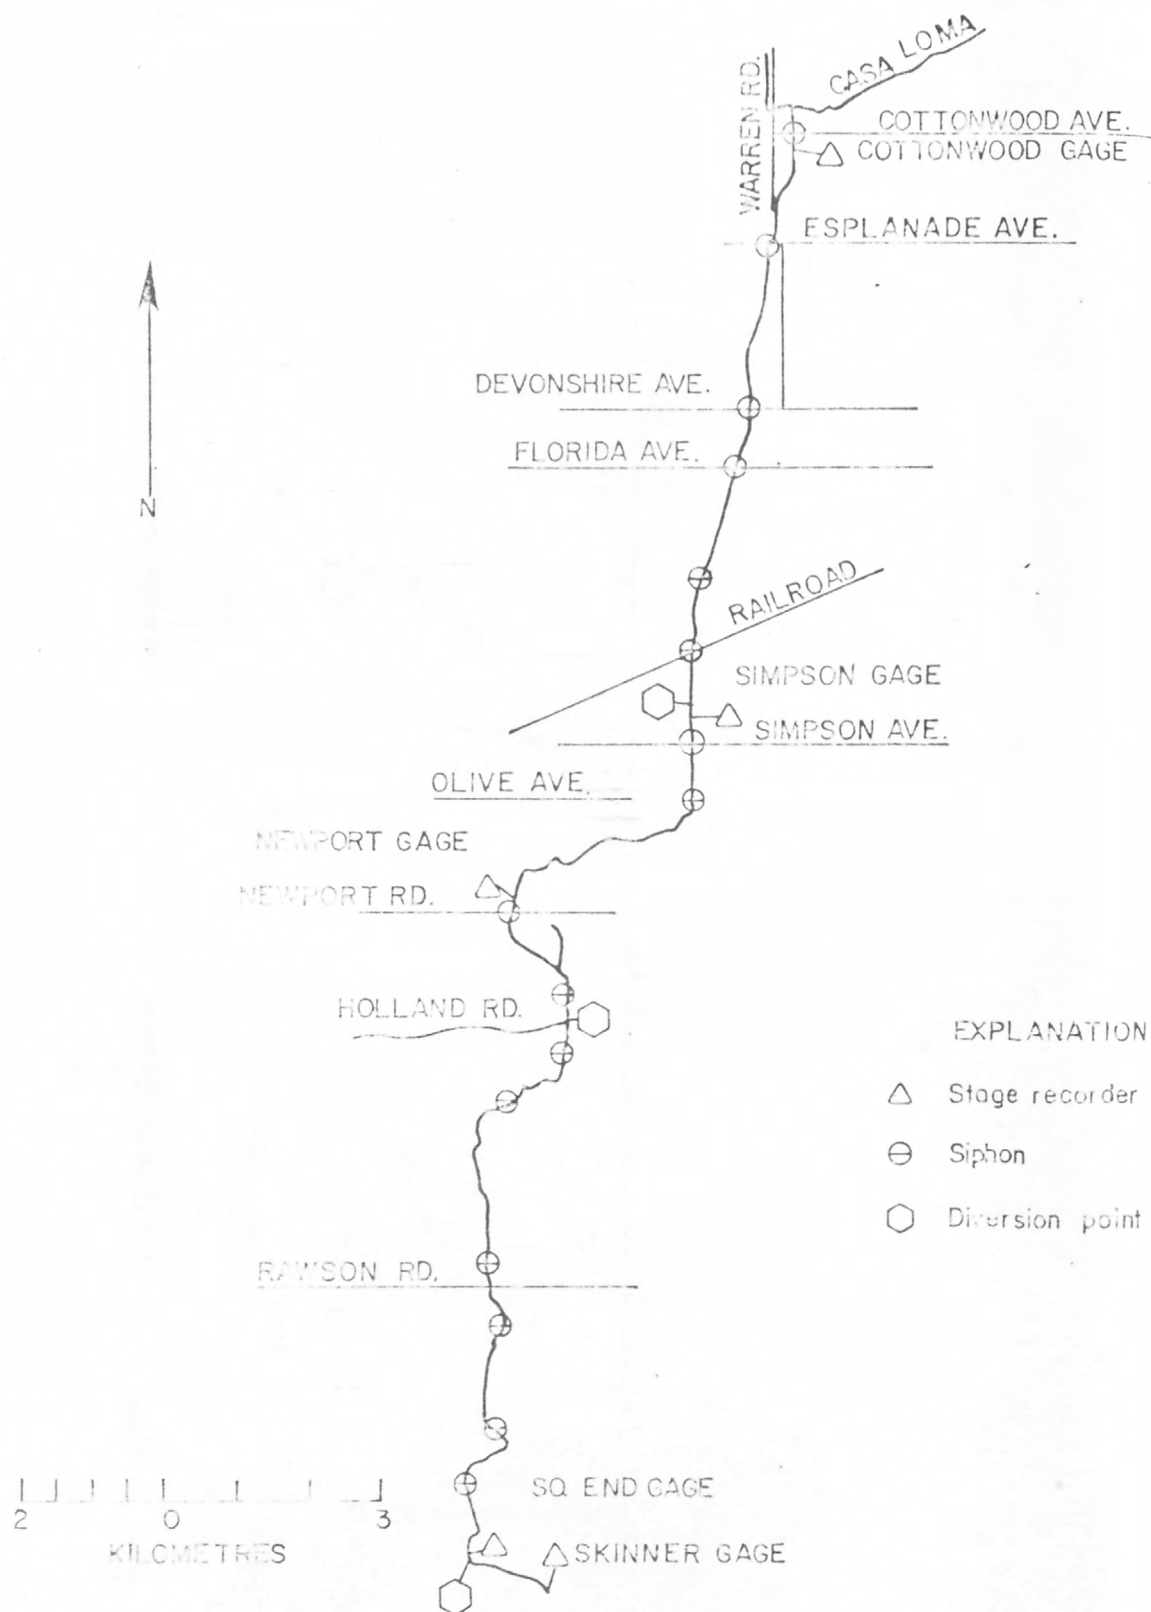 CASA LOMA
WARREN RD.
COTTONWOOD AVE.
COTTONWOOD GAGE
ESPLANADE AVE.
DEVONSHIRE AVE.
FLORIDA AVE.
N
RAILROAD
SIMPSON GAGE
SIMPSON AVE.
OLIVE AVE.
NEWPORT GAGE
NEWPORT RD.
HOLLAND RD.
EXPLANATION
Stage recorder
Siphon
Diversion point
RAWSON RD.
SQ END GAGE
2 0 3
KILOMETRES
SKINNER GAGE